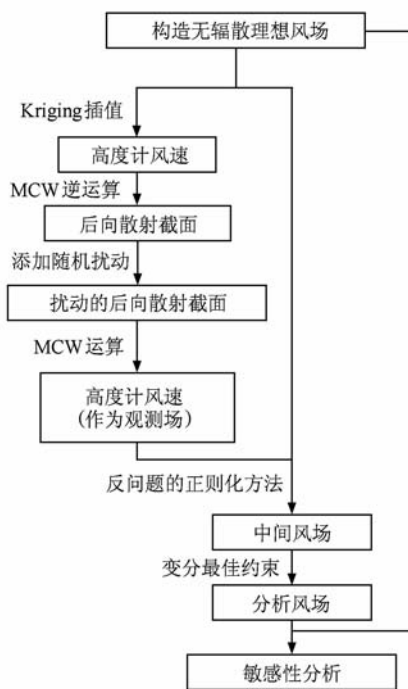 构造无辐散理想风场
Kriging插值
高度计风速
MCW逆运算
后向散射截面
添加随机扰动
扰动的后向散射截面
MCW运算
高度计风速
(作为观测场)
反问题的正则化方法
中间风场
变分最佳约束
分析风场
敏感性分析